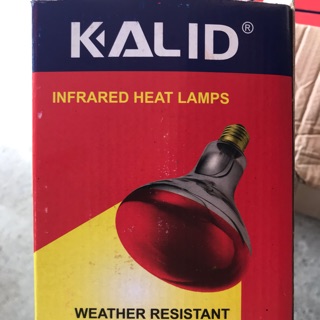 KALID®
INFRARED HEAT LAMPS
WEATHER RESISTANT